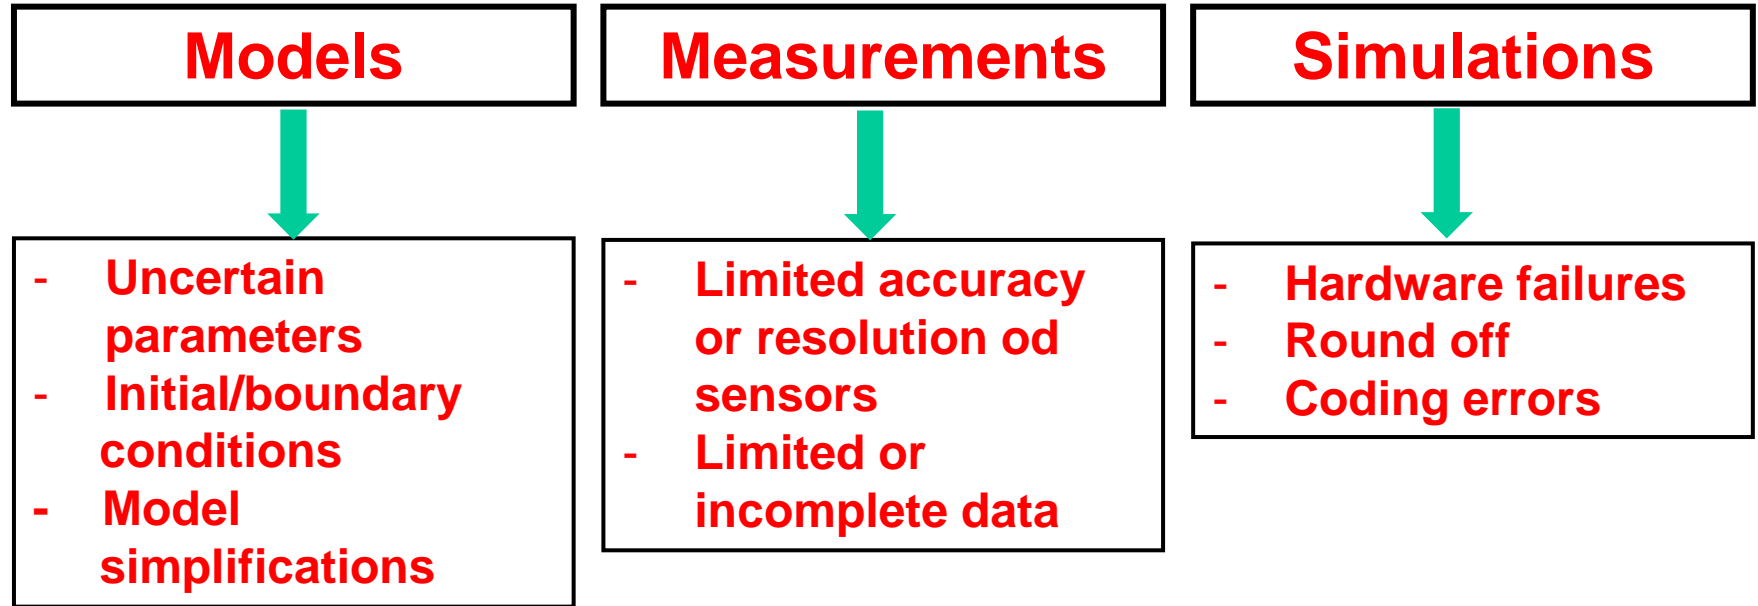 Models
Measurements
Simulations
- Uncertain
parameters
- Initial/boundary
conditions
- Model
simplifications
- Limited accuracy
or resolution od
sensors
- Limited or
incomplete data
- Hardware failures
- Round off
- Coding errors